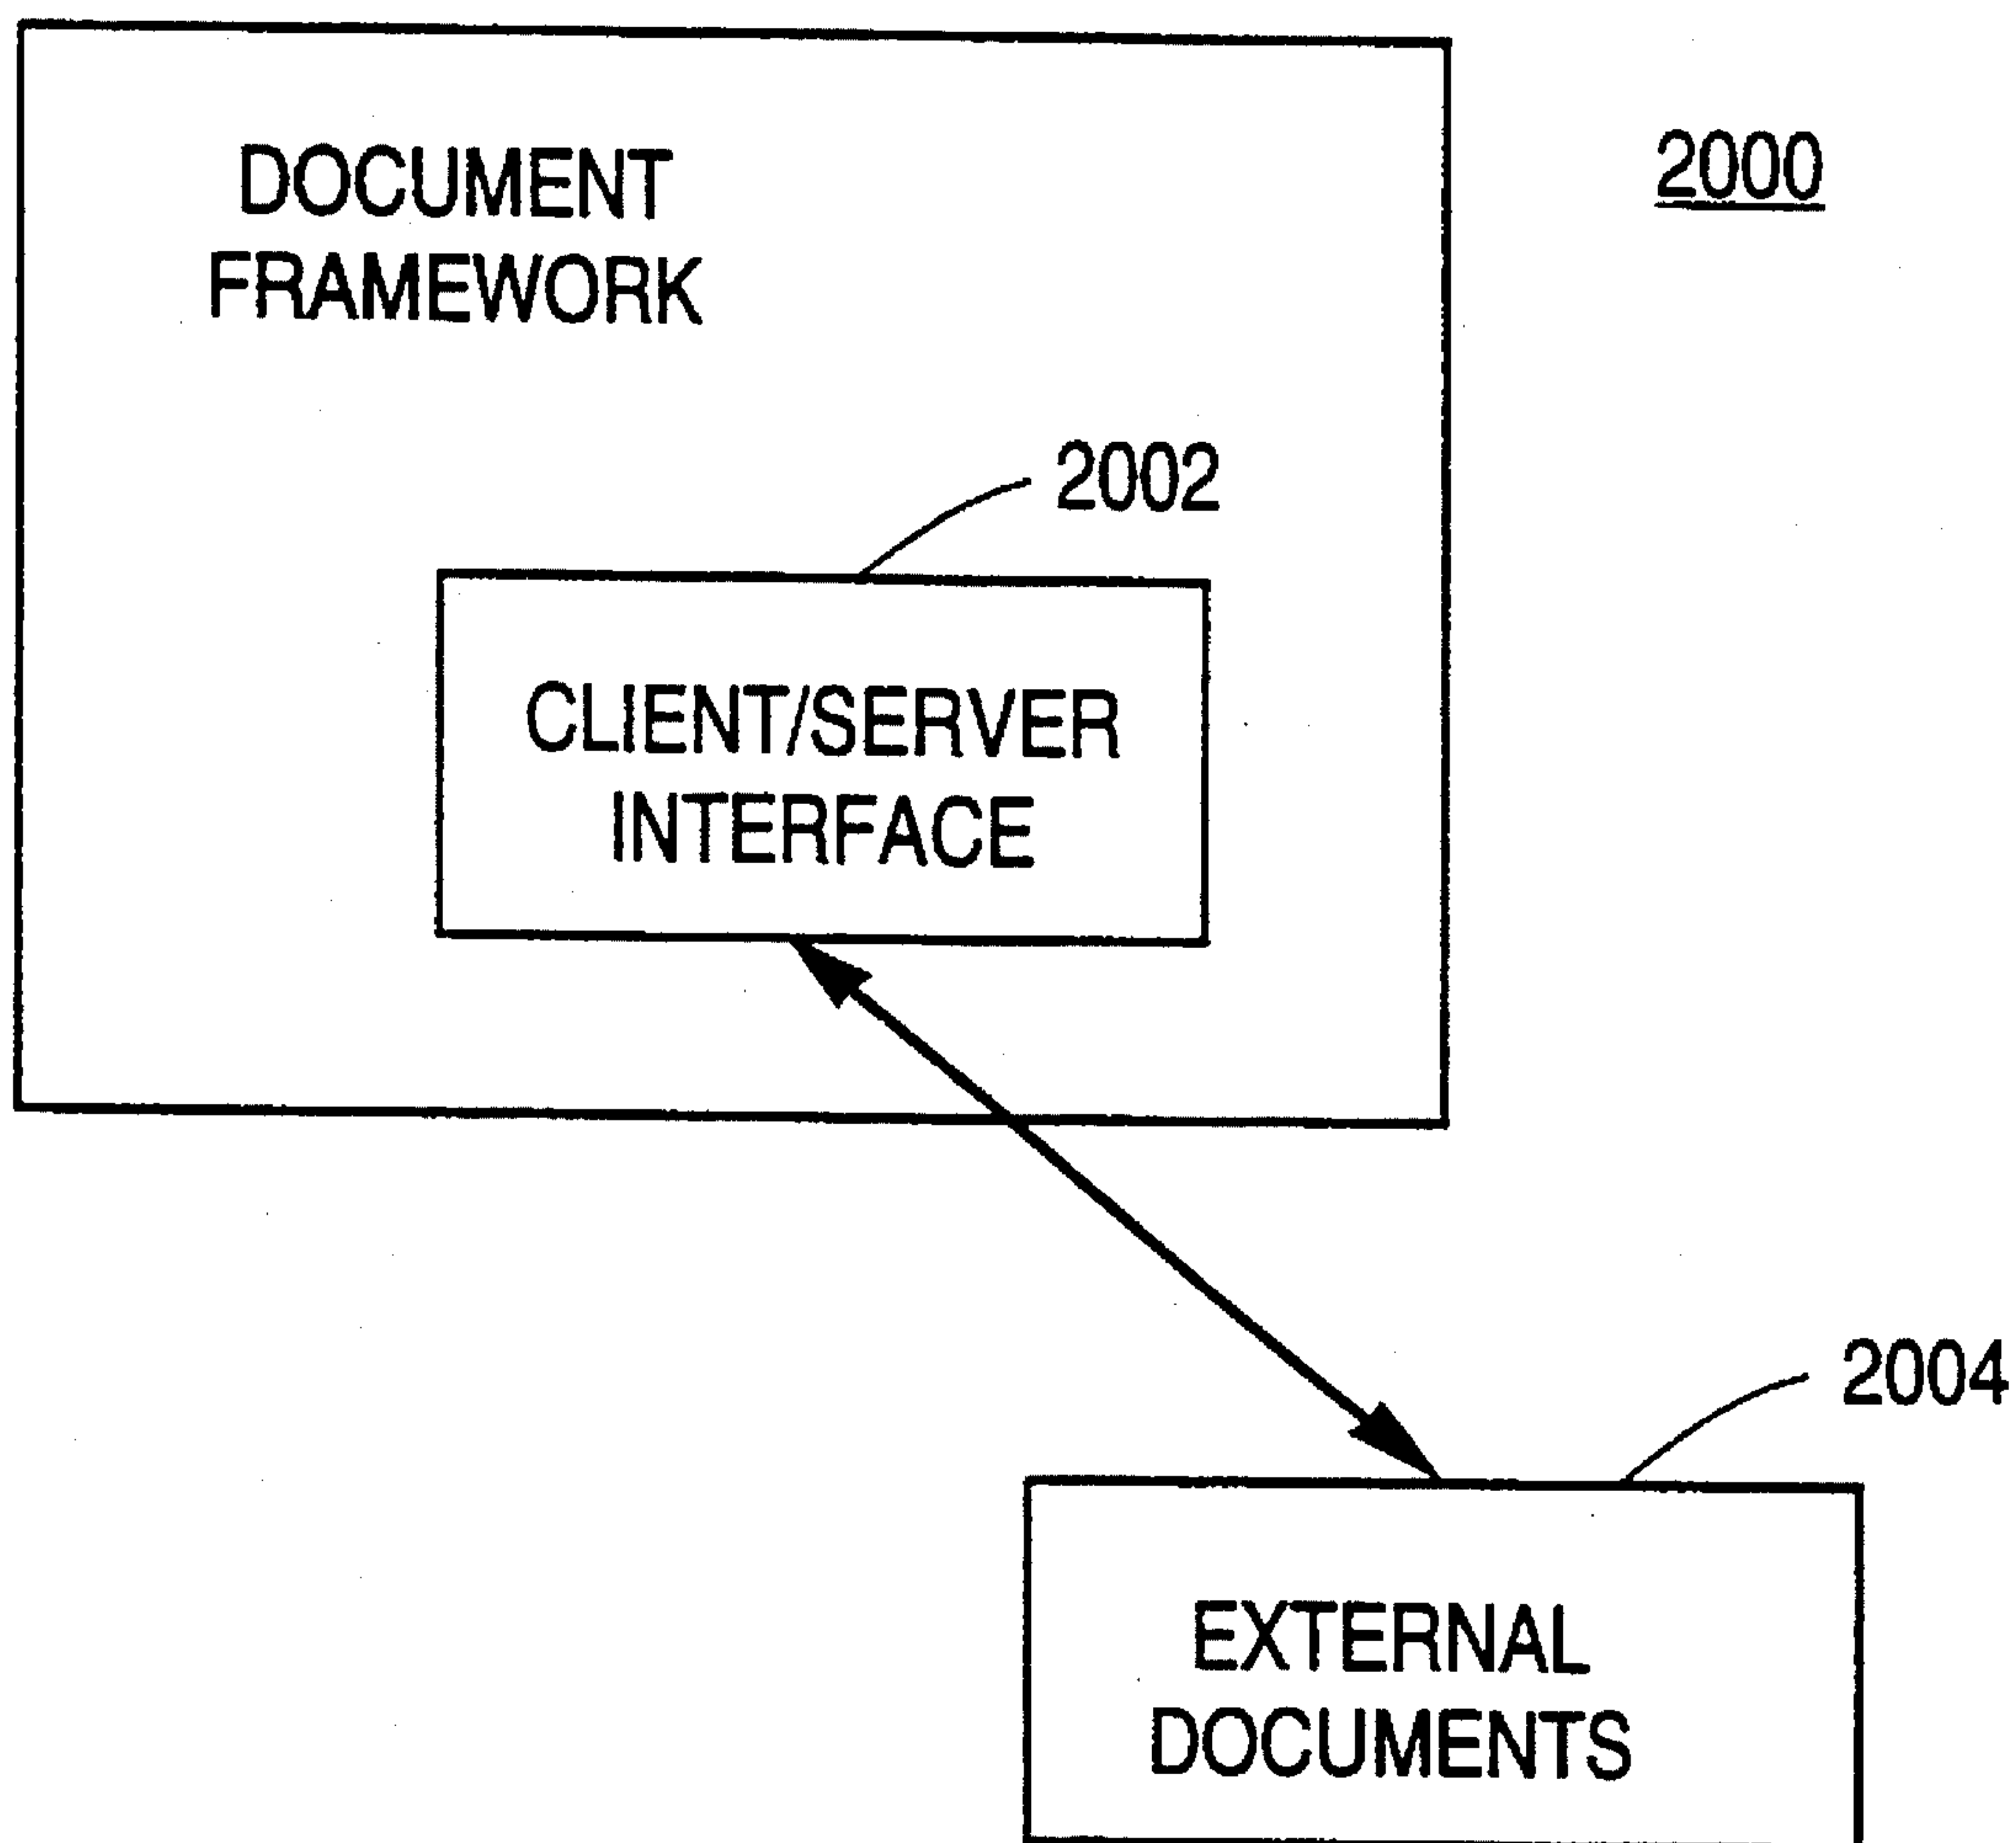 DOCUMENT
FRAMEWORK
2000
2002
CLIENT/SERVER
INTERFACE
2004
EXTERNAL
DOCUMENTS